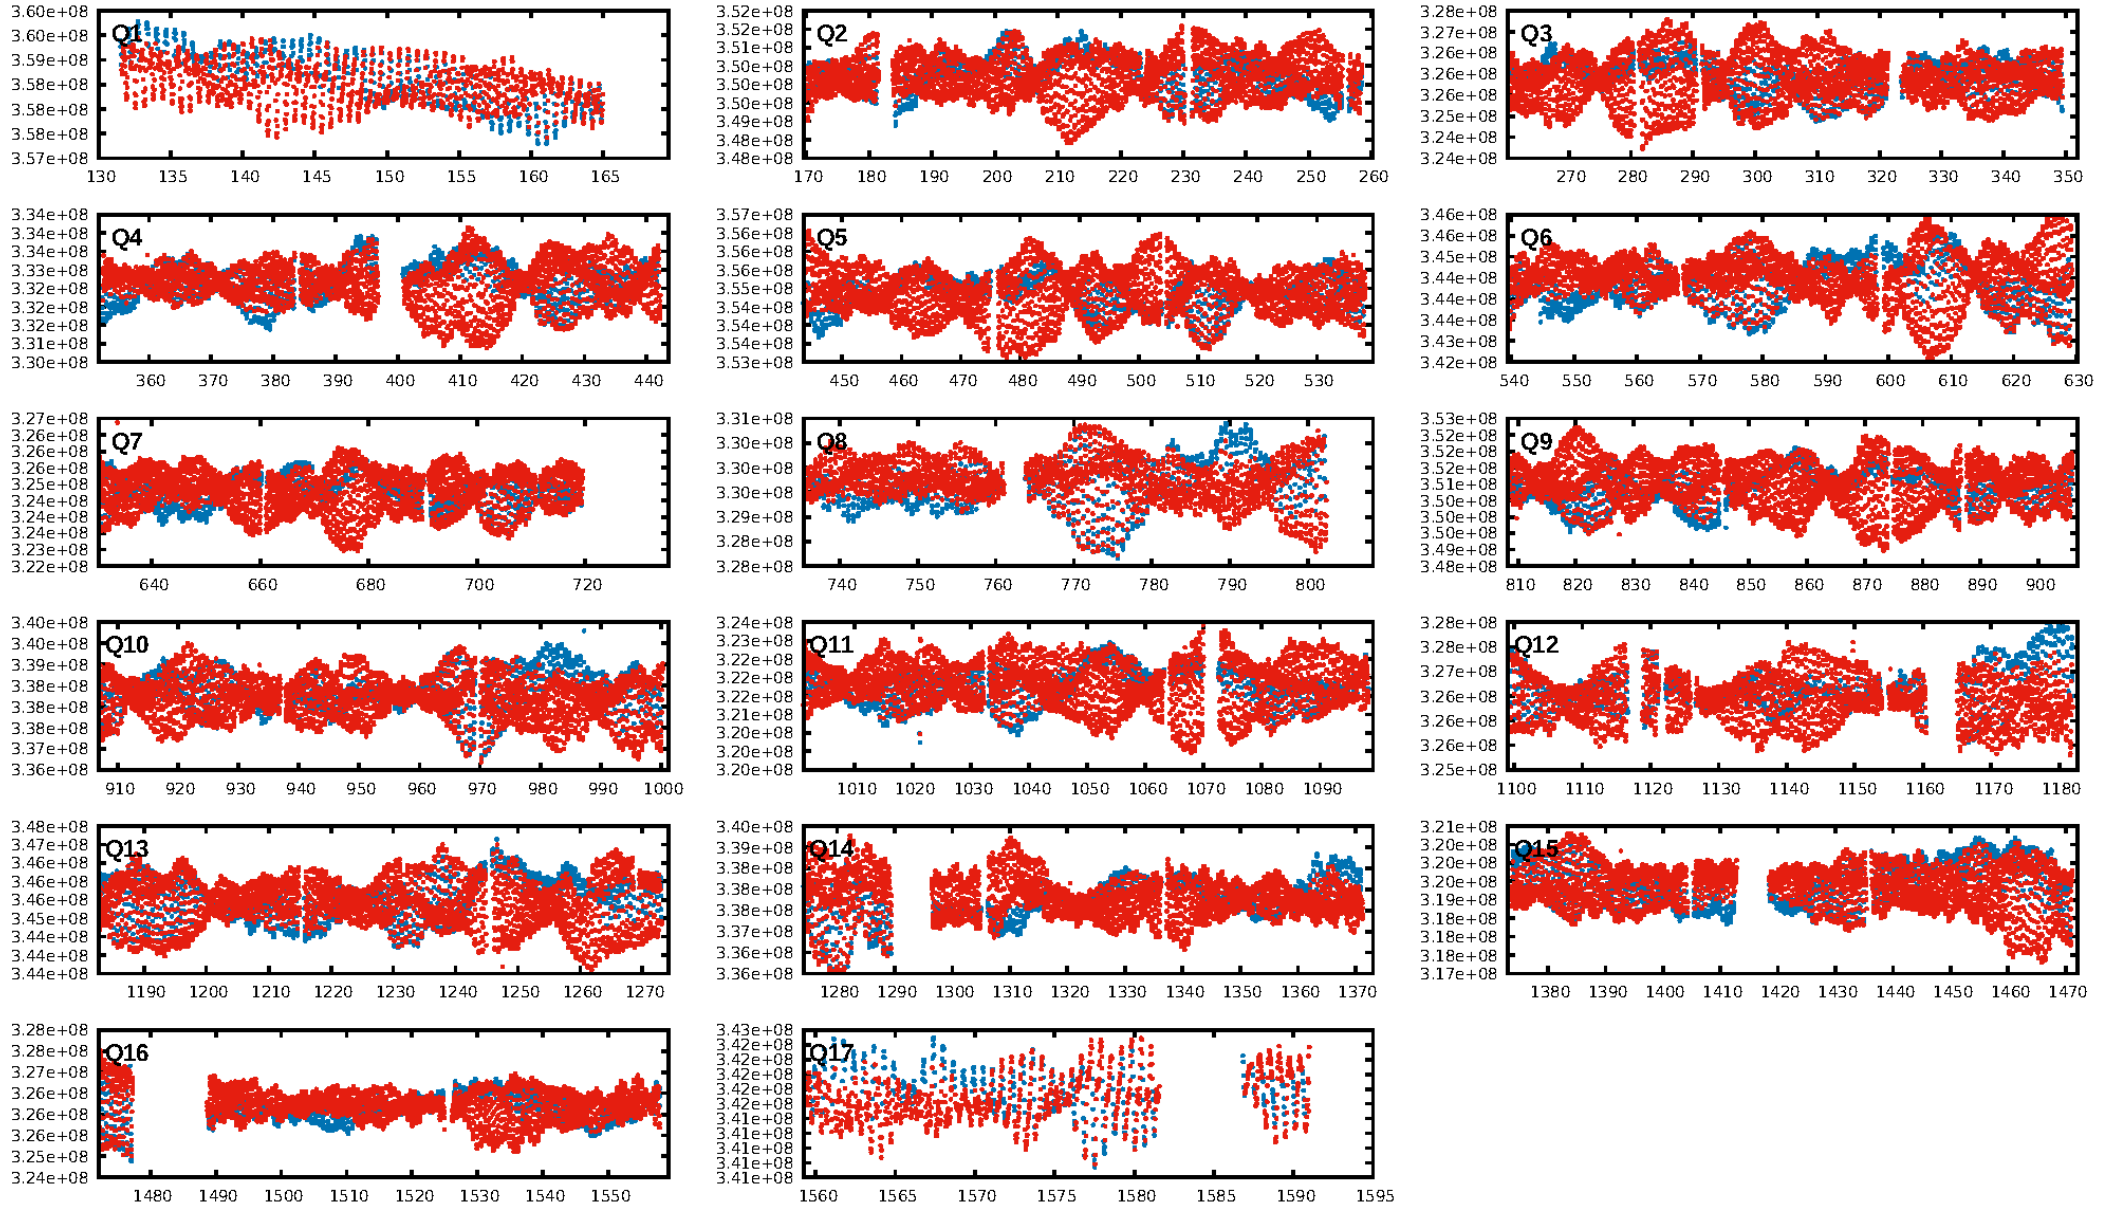 3.60e+08
3.60e+08
3.59e+08
3.58e+08
3.58e+08
3.58e+08
3.57e+08
Q1
130 135 140 145 150 155 160 165
3.52e+08
3.52e+08
3.51e+08
3.50e+08
3.50e+08
3.50e+08
3.49e+08
3.48e+08
3.48e+08
Q2
170 180 190 200 210 220 230 240 250 260
3.28e+08
3.26e+08
3.26e+08
3.26e+08
3.26e+08
3.24e+08
3.24e+08
Q3
270 280 290 300 310 320 330 340 350
3.34e+08
3.34e+08
3.33e+08
3.33e+08
3.32e+08
3.32e+08
3.32e+08
3.31e+08
3.30e+08
Q4
360 370 380 390 400 410 420 430 440
3.57e+08
3.56e+08
3.56e+08
3.55e+08
3.54e+08
3.54e+08
3.54e+08
3.53e+08
3.53e+08
Q5
450 460 470 480 490 500 510 520 530
3.46e+08
3.45e+08
3.45e+08
3.44e+08
3.44e+08
3.44e+08
3.43e+08
3.42e+08
Q6
540 550 560 570 580 590 600 610 620 630
3.27e+08
3.26e+08
3.26e+08
3.26e+08
3.25e+08
3.24e+08
3.24e+08
3.24e+08
3.23e+08
3.22e+08
Q7
640 660 680 700 720
3.31e+08
3.30e+08
3.30e+08
3.30e+08
3.29e+08
3.28e+08
3.28e+08
Q8
740 750 760 770 780 790 800
3.53e+08
3.52e+08
3.52e+08
3.52e+08
3.51e+08
3.50e+08
3.50e+08
3.50e+08
3.49e+08
3.48e+08
Q9
810 820 830 840 850 860 870 880 890 900
3.40e+08
3.40e+08
3.39e+08
3.38e+08
3.38e+08
3.38e+08
3.37e+08
3.36e+08
Q10
910 920 930 940 950 960 970 980 990 1000
3.24e+08
3.23e+08
3.22e+08
3.22e+08
3.22e+08
3.21e+08
3.20e+08
3.20e+08
3.20e+08
Q11
1010 1020 1030 1040 1050 1060 1070 1080 1090
3.28e+08
3.28e+08
3.27e+08
3.26e+08
3.26e+08
3.26e+08
3.25e+08
Q12
1100 1110 1120 1130 1140 1150 1160 1170 1180
3.48e+08
3.47e+08
3.46e+08
3.46e+08
3.46e+08
3.45e+08
3.44e+08
3.44e+08
3.44e+08
Q13
1190 1200 1210 1220 1230 1240 1250 1260 1270
3.40e+08
3.39e+08
3.38e+08
3.38e+08
3.38e+08
3.37e+08
3.36e+08
3.36e+08
Q14
1280 1290 1300 1310 1320 1330 1340 1350 1360 1370
3.21e+08
3.20e+08
3.20e+08
3.20e+08
3.19e+08
3.18e+08
3.18e+08
3.18e+08
3.17e+08
Q15
1380 1390 1400 1410 1420 1430 1440 1450 1460 1470
3.28e+08
3.28e+08
3.27e+08
3.26e+08
3.26e+08
3.26e+08
3.25e+08
3.24e+08
Q16
1480 1490 1500 1510 1520 1530 1540 1550
3.43e+08
3.42e+08
3.42e+08
3.42e+08
3.42e+08
3.42e+08
3.41e+08
3.41e+08
3.41e+08
3.41e+08
3.41e+08
Q17
1560 1565 1570 1575 1580 1585 1590 1595